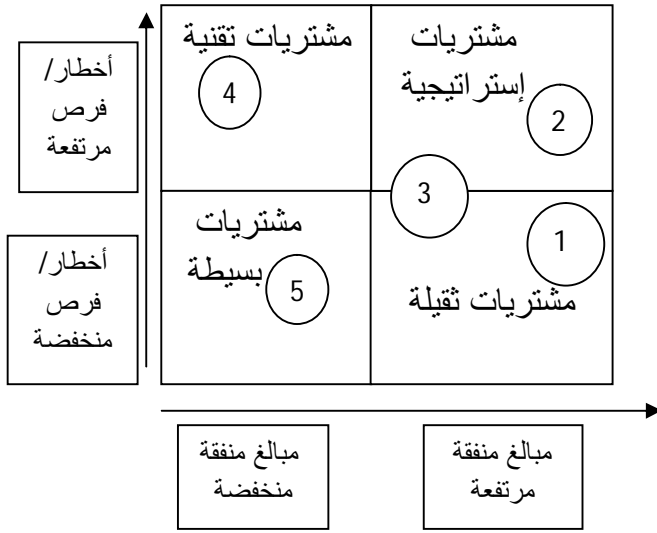 مشتريات
إستراتيجية
2
مشتريات تقنية
4
أخطار/
فرص
مرتفعة
3
1
مشتريات ثقيلة
مشتريات
بسيطة
5
أخطار/
فرص
منخفضة
مبالغ منفقة
مرتفعة
مبالغ منفقة
منخفضة